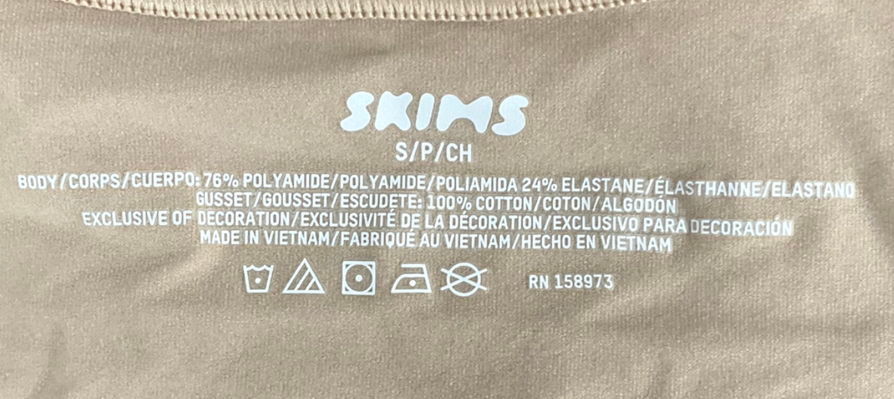 SKIMS
S/P/CH
BODY/CORPS/CUERPO: 76% POLYAMIDE/POLYAMIDE/POLIAMIDA 24% ELASTANE/ÉLASTHANNE/ELASTANO
GUSSET/GOUSSET/ESCUDETE: 100% COTTON/COTON/ALGODÓN
EXCLUSIVE OF DECORATION/EXCLUSIVITÉ DE LA DÉCORATION/EXCLUSIVO PARA DECORACIÓN
MADE IN VIETNAM/FABRIQUÉ AU VIETNAM/HECHO EN VIETNAM
RN 158973